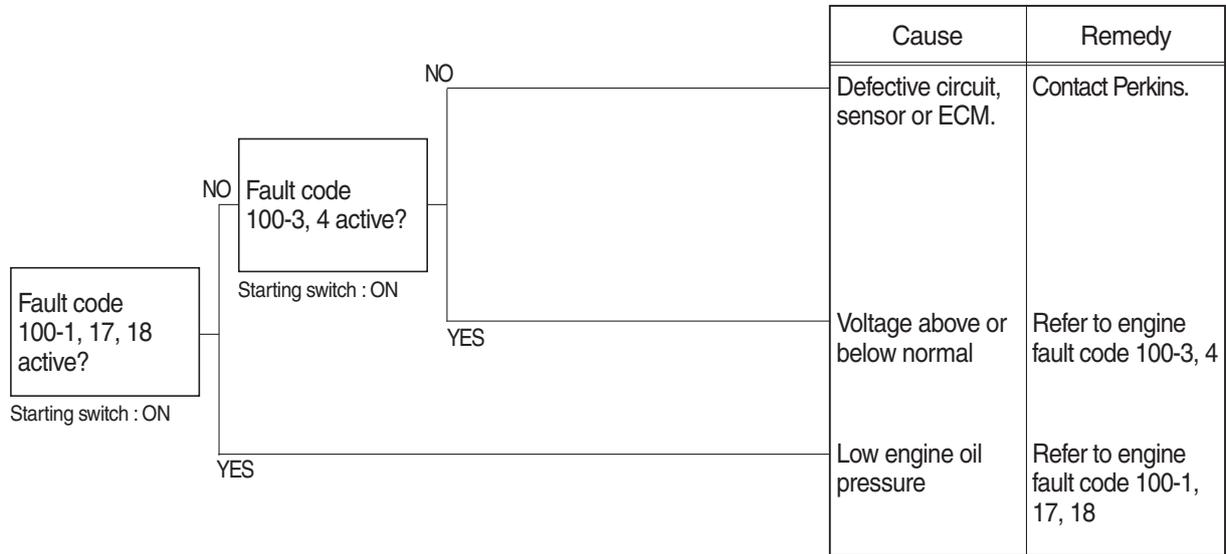 Cause
Remedy
NO
Defective circuit,
sensor or ECM.
Contact Perkins.
NO
Fault code
100-3, 4 active?
Starting switch : ON
Fault code
100-1, 17, 18
active?
Starting switch : ON
YES
Voltage above or
below normal
Refer to engine
fault code 100-3, 4
YES
Low engine oil
pressure
Refer to engine
fault code 100-1,
17, 18